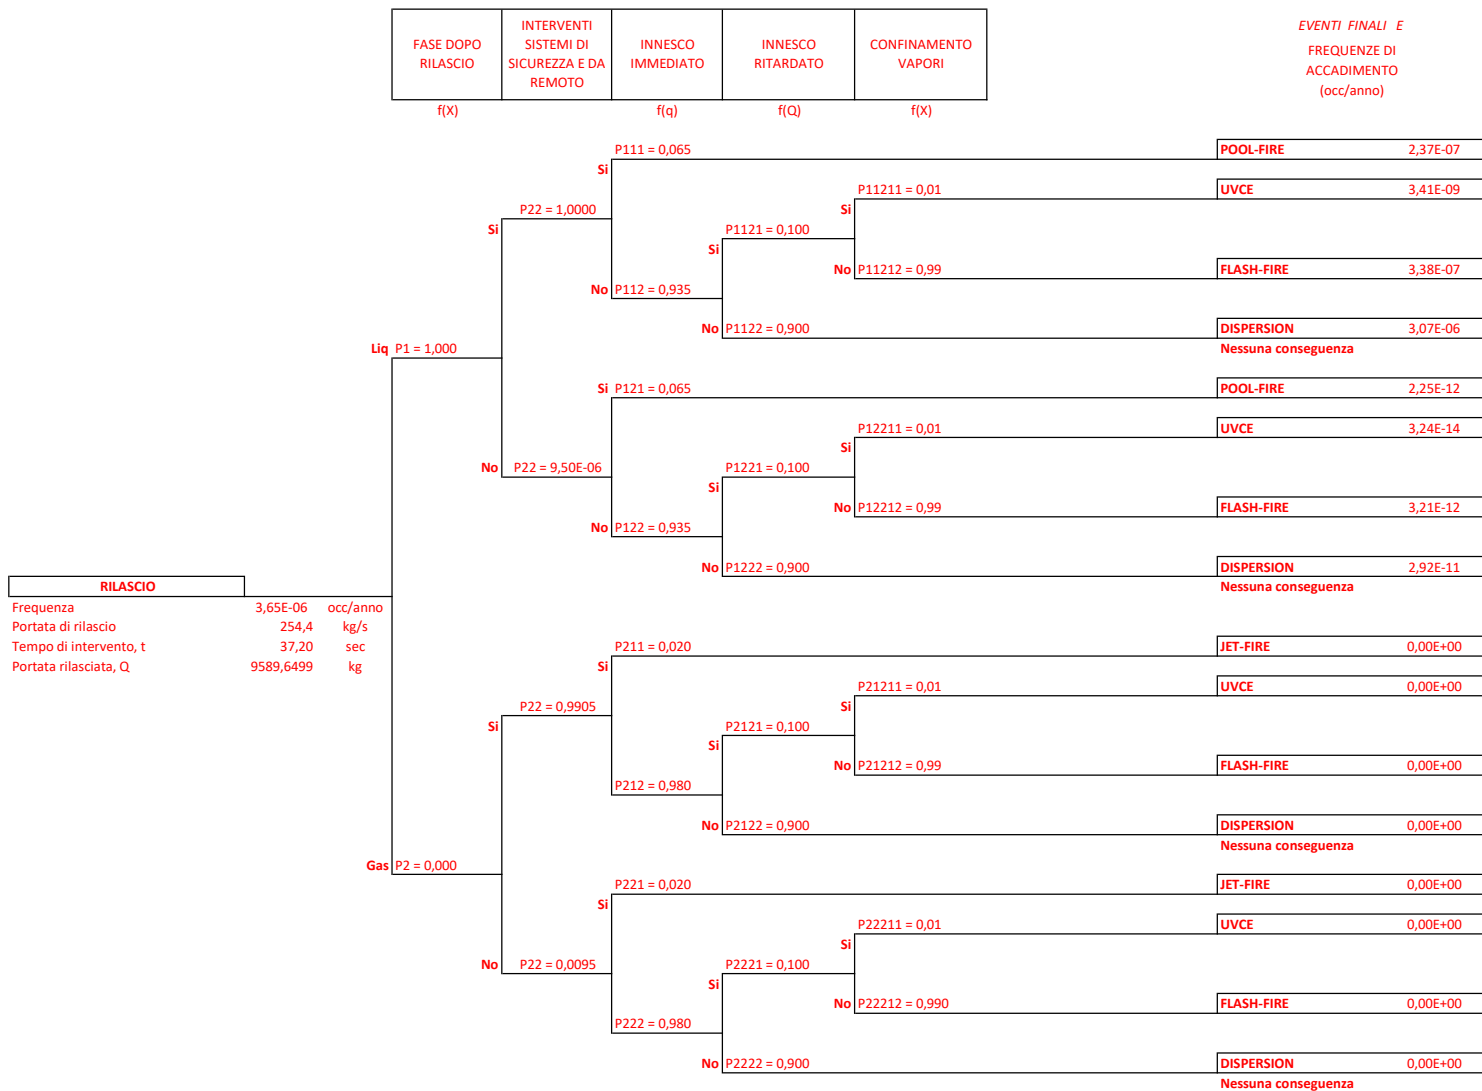 FASE DOPO
RILASCIO
INTERVENTI
SISTEMI DI
SICUREZZA E DA
REMOTO
INNESCO
IMMEDIATO
INNESCO
RITARDATO
CONFINAMENTO
VAPORI
EVENTI FINALI E
FREQUENZE DI
ACCADIMENTO
(occ/anno)
f(X)
f(q)
f(Q)
f(X)
P111 = 0,065
POOL-FIRE 2,37E-07
Si
P11211 = 0,01
UVCE 3,41E-09
P22 = 1,0000
Si
Si
P1121 = 0,100
Si
No P11212 = 0,99
FLASH-FIRE 3,38E-07
No P112 = 0,935
No P1122 = 0,900
DISPERSION 3,07E-06
Nessuna conseguenza
Liq P1 = 1,000
Si P121 = 0,065
POOL-FIRE 2,25E-12
P12211 = 0,01
UVCE 3,24E-14
Si
No P22 = 9,50E-06
P1221 = 0,100
Si
No P12212 = 0,99
FLASH-FIRE 3,21E-12
No P122 = 0,935
No P1222 = 0,900
DISPERSION 2,92E-11
Nessuna conseguenza
RILASCIO
Frequenza 3,65E-06 occ/anno
Portata di rilascio 254,4 kg/s
Tempo di intervento, t 37,20 sec
Portata rilasciata, Q 9589,6499 kg
P211 = 0,020
JET-FIRE 0,00E+00
Si
P21211 = 0,01
UVCE 0,00E+00
P22 = 0,9905
Si
Si
P2121 = 0,100
Si
No P21212 = 0,99
FLASH-FIRE 0,00E+00
P212 = 0,980
No P2122 = 0,900
DISPERSION 0,00E+00
Nessuna conseguenza
Gas P2 = 0,000
P221 = 0,020
JET-FIRE 0,00E+00
Si
P22211 = 0,01
UVCE 0,00E+00
Si
No P22 = 0,0095
P2221 = 0,100
Si
No P22212 = 0,990
FLASH-FIRE 0,00E+00
P222 = 0,980
No P2222 = 0,900
DISPERSION 0,00E+00
Nessuna conseguenza